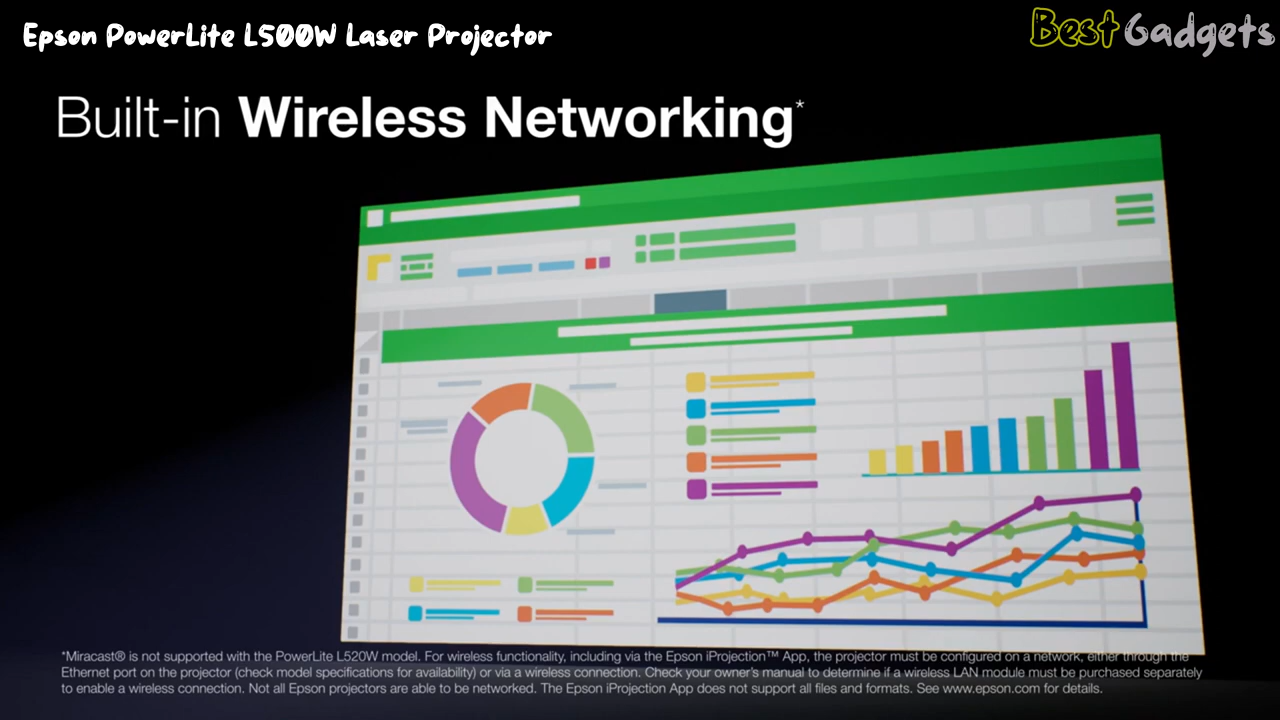 Epson PowerLite L500W Laser Projector
BestGadgets
Built-in Wireless Networking*
*Miracast® is not supported with the PowerLite L520W model. For wireless functionality, including via the Epson iProjection™ App, the projector must be configured on a network, either through the
Ethernet port on the projector (check model specifications for availability) or via a wireless connection. Check your owner's manual to determine if a wireless LAN module must be purchased separately
to enable a wireless connection. Not all Epson projectors are able to be networked. The Epson iProjection App does not support all files and formats. See www.epson.com for details.